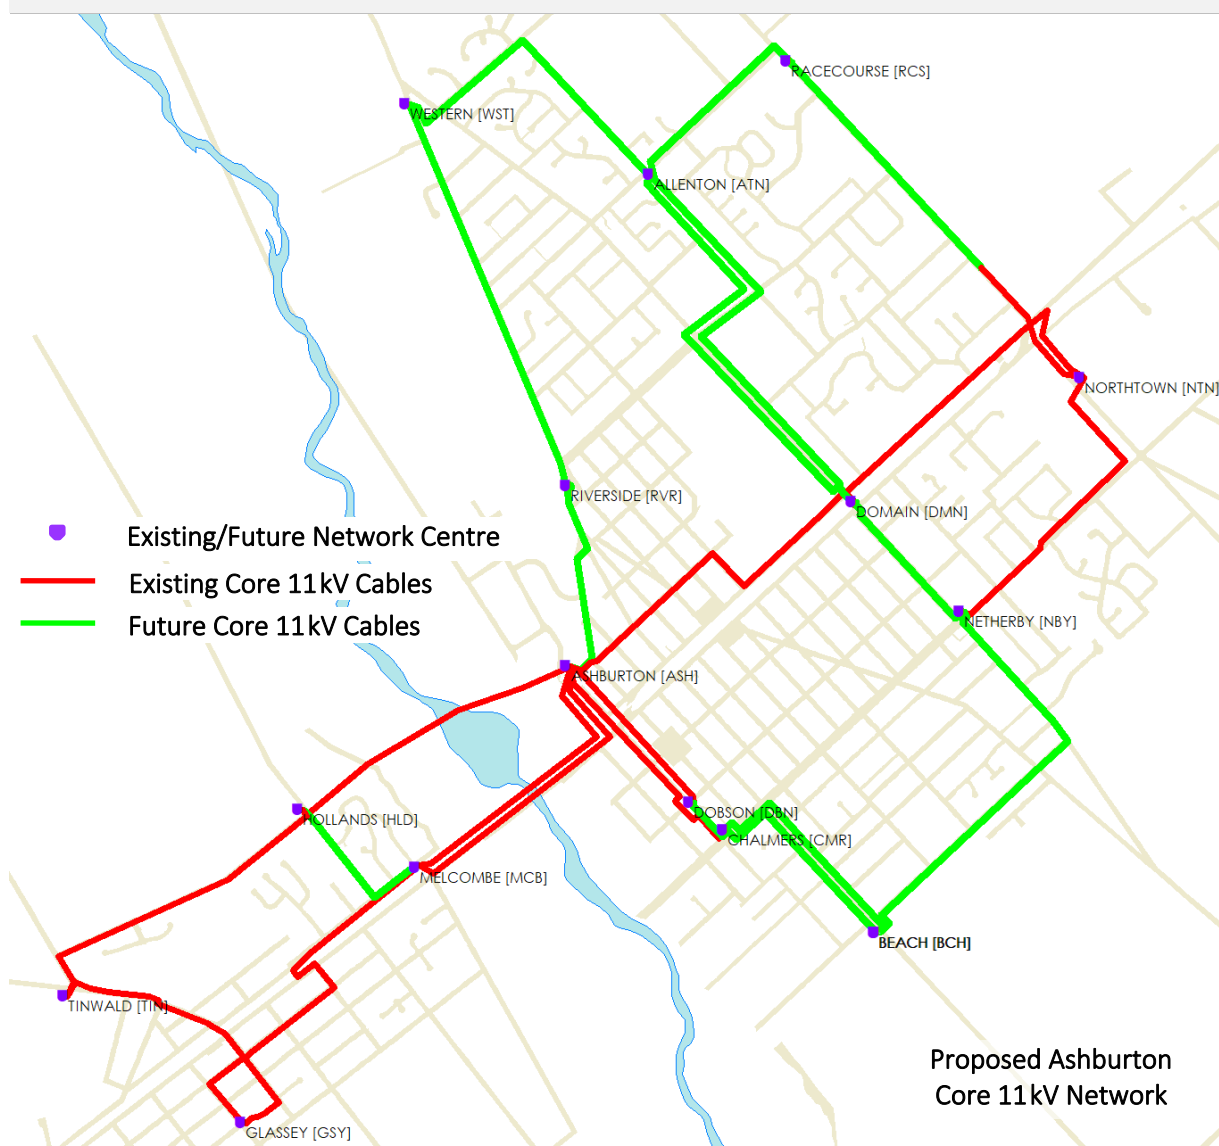 RACECOURSE [RCS]
WESTERN [WST]
ALLENTON [ATN]
NORTHTOWN [NTN]
RIVERSIDE [RVR]
DOMAIN [DMN]
Existing/Future Network Centre
Existing Core 11kV Cables
Future Core 11kV Cables
NETHERBY [NBY]
ASHBURTON [ASH]
DOBSON [DBN]
HOLLANDS [HLD]
CHALMERS [CMR]
MELCOMBE [MCB]
BEACH [BCH]
TINWALD [TIN]
Proposed Ashburton
Core 11kV Network
GLASSEY [GSY]